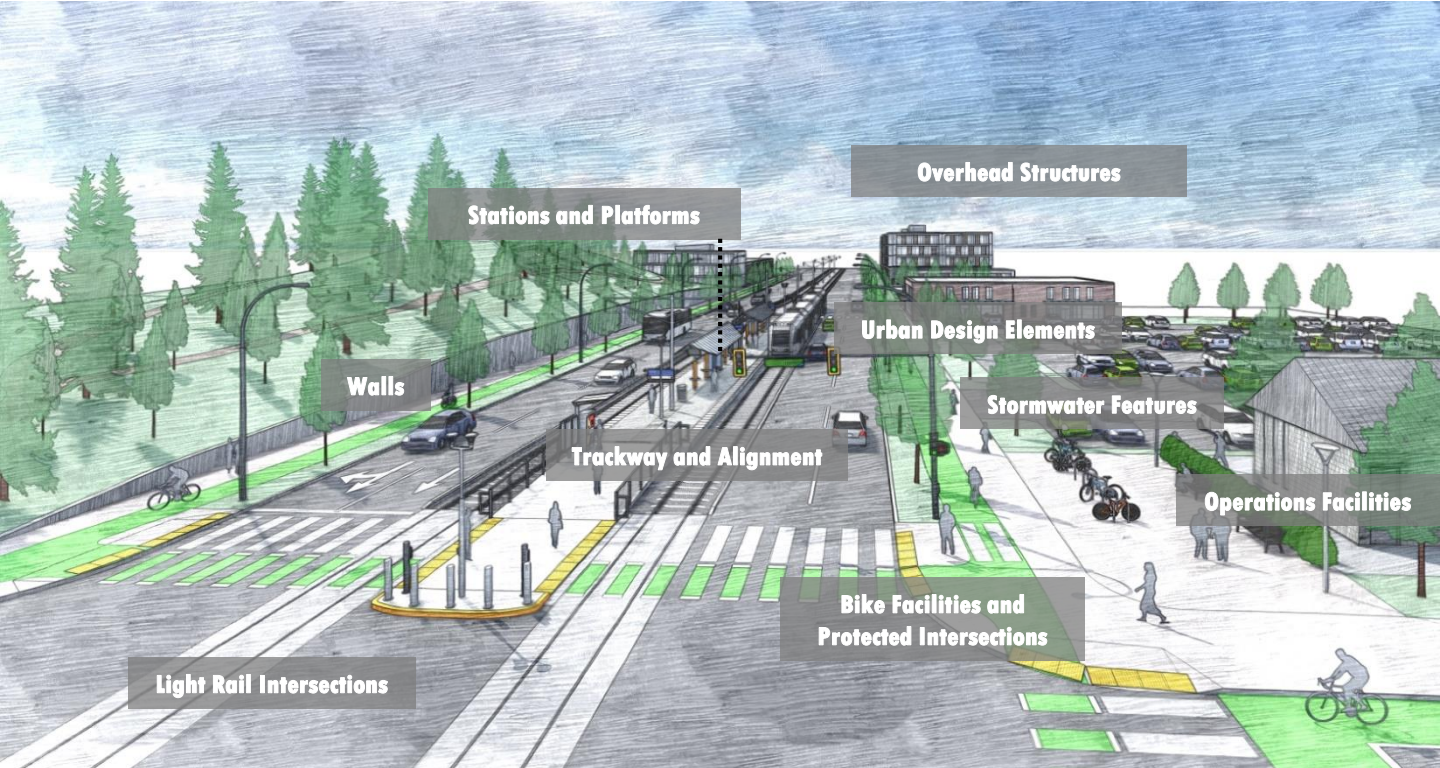 Overhead Structures
Stations and Platforms
Urban Design Elements
Walls
Stormwater Features
Trackway and Alignment
Operations Facilities
Bike Facilities and
Protected Intersections
Light Rail Intersections